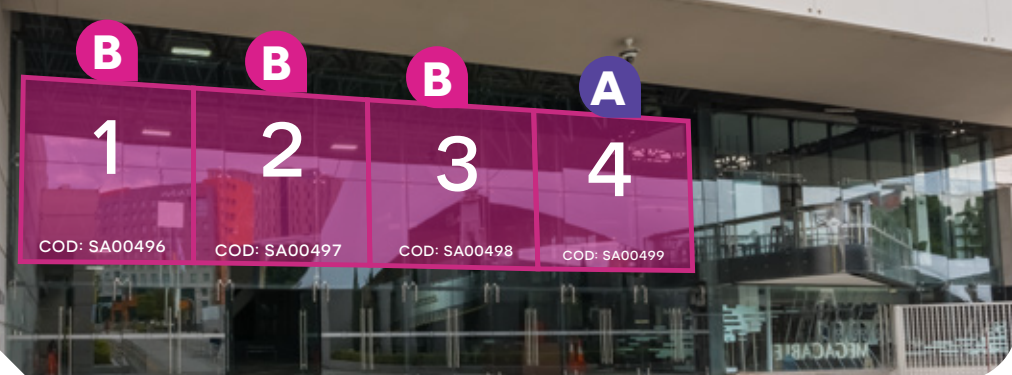 B
B
B
A
1
2
3
4
COD: SA00496
COD: SA00497
COD: SA00498
COD: SA00499
MEGACABLE